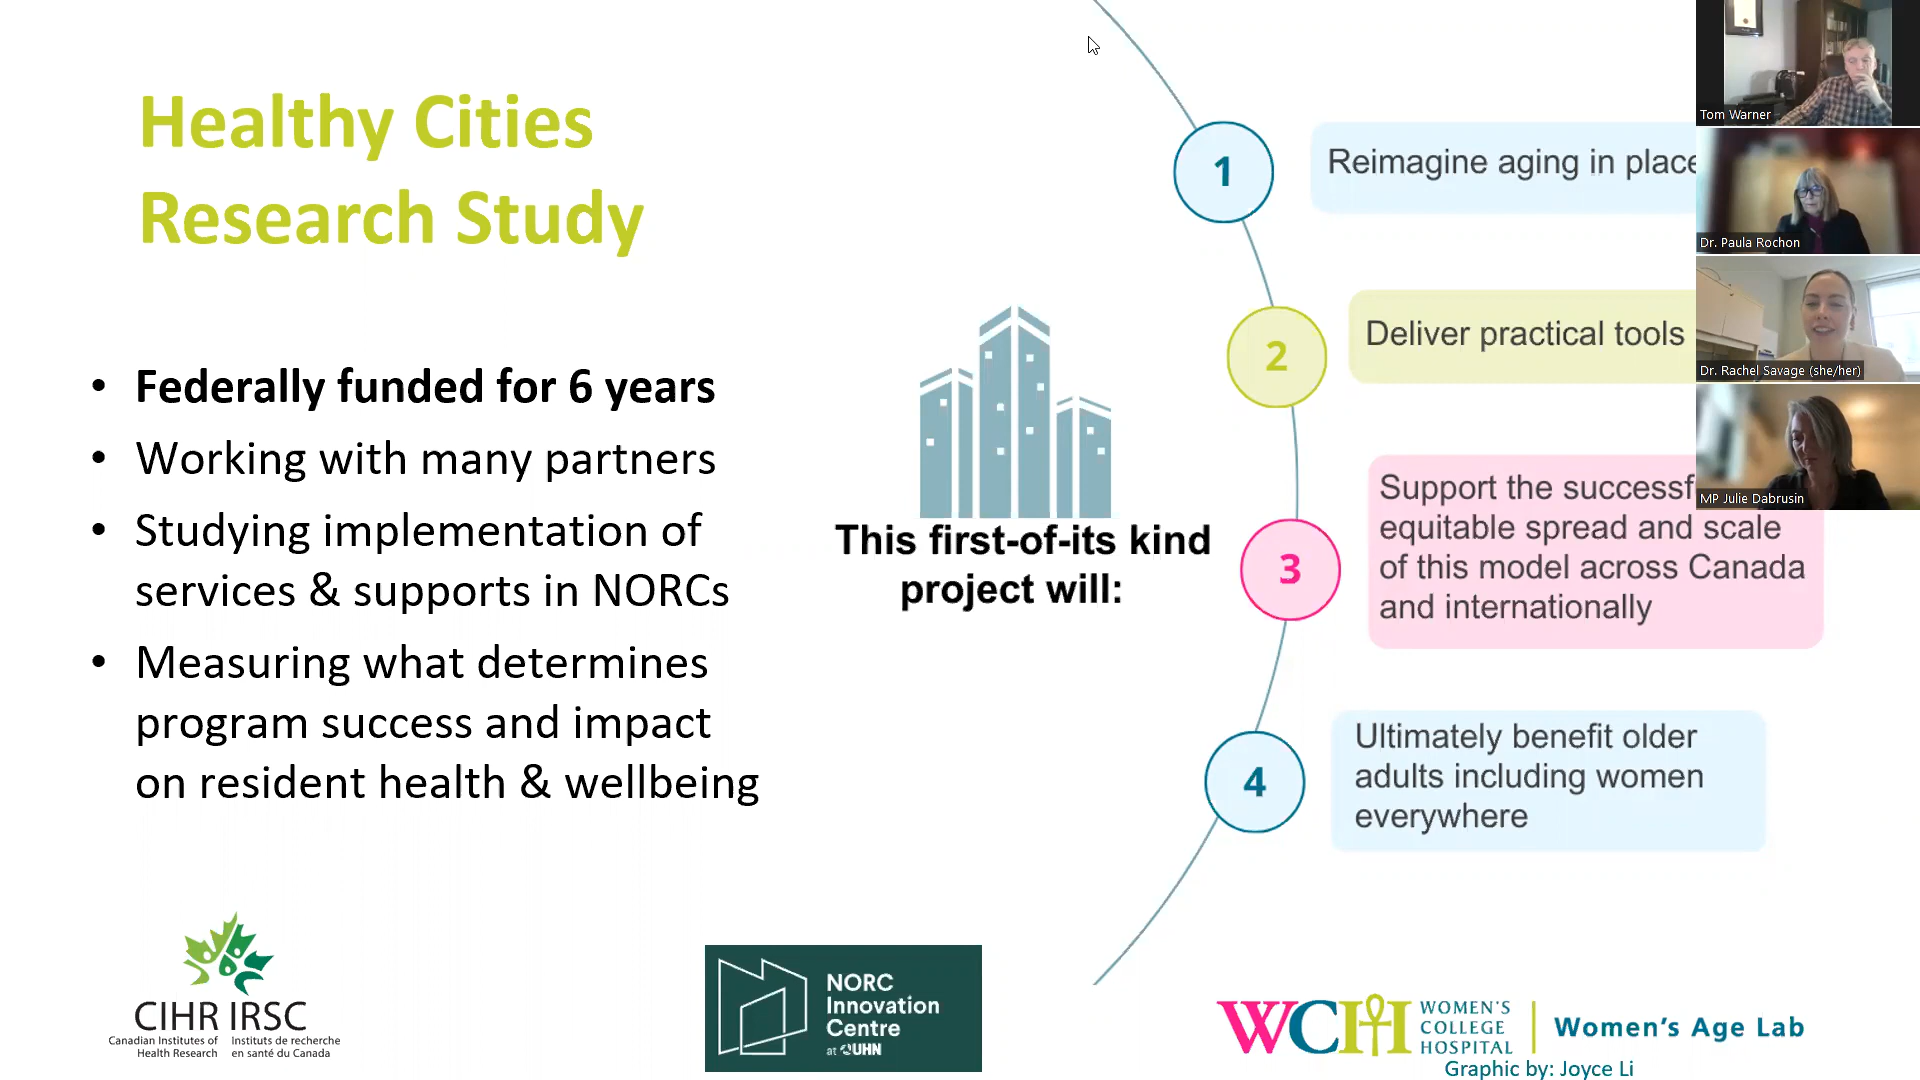 Healthy Cities
Research Study
• Federally funded for 6 years
• Working with many partners
• Studying implementation of
services & supports in NORCs
• Measuring what determines
program success and impact
on resident health & wellbeing
This first-of-its kind
project will:
1
Reimagine aging in place
2
Deliver practical tools
3
Support the successf
equitable spread and scale
of this model across Canada
and internationally
4
Ultimately benefit older
adults including women
everywhere
Tom Warner
Dr. Paula Rochon
Dr. Rachel Savage (she/her)
MP Julie Dabrusin
CIHR IRSC
Canadian Institutes of
Health Research
Instituts de recherche
en santé du Canada
NORC
Innovation
Centre
at UHN
WCH
WOMEN'S
COLLEGE
HOSPITAL
Women's Age Lab
Graphic by: Joyce Li